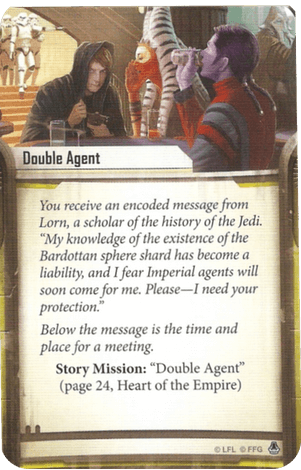 Double Agent
You receive an encoded message from
Lorn, a scholar of the history of the Jedi.
“My knowledge of the existence of the
Bardottan sphere shard has become a
liability, and I fear Imperial agents will
soon come for me. Please—I need your
protection.”
Below the message is the time and
place for a meeting.
Story Mission: “Double Agent”
(page 24, Heart of the Empire)
© LFL © FFG